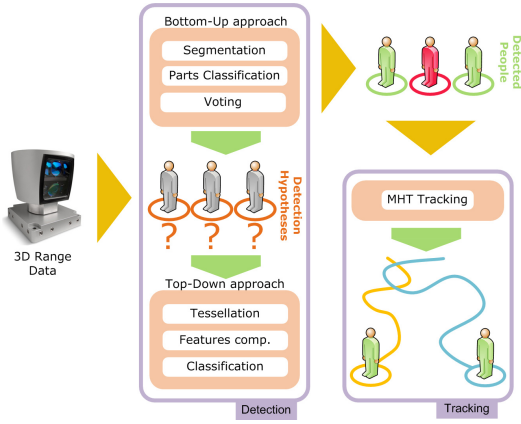 3D Range
Data
Bottom-Up approach
Segmentation
Parts Classification
Voting
Detection
Hypotheses
? ? ?
Top-Down approach
Tessellation
Features comp.
Classification
Detection
Detected
People
MHT Tracking
Tracking